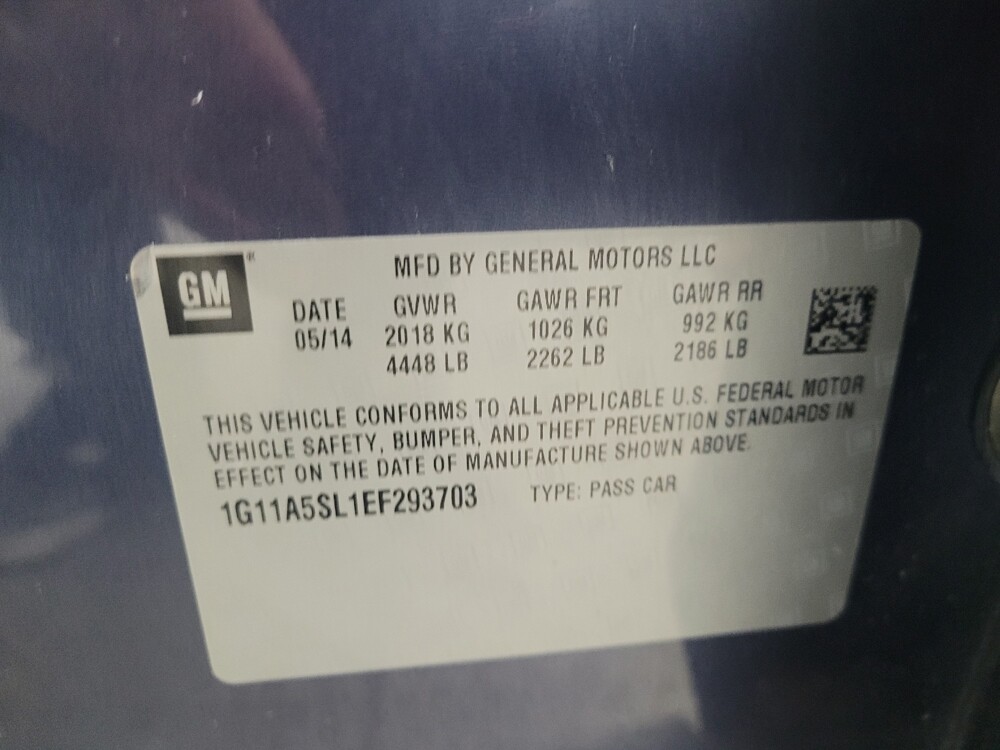 GM®
MFD BY GENERAL MOTORS LLC
DATE GVWR GAWR FRT GAWR RR
05/14 2018 KG 1026 KG 992 KG
4448 LB 2262 LB 2186 LB
THIS VEHICLE CONFORMS TO ALL APPLICABLE U.S. FEDERAL MOTOR
VEHICLE SAFETY, BUMPER, AND THEFT PREVENTION STANDARDS IN
EFFECT ON THE DATE OF MANUFACTURE SHOWN ABOVE.
1G11A5SL1EF293703 TYPE: PASS CAR